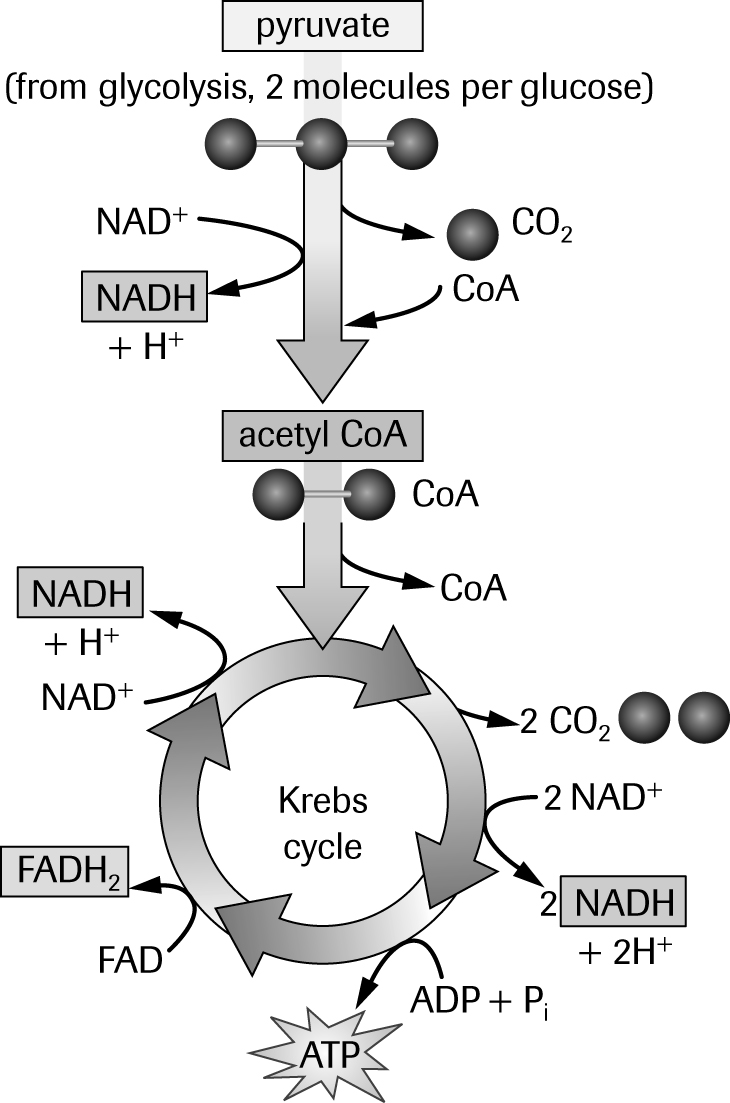 pyruvate
(from glycolysis, 2 molecules per glucose)
NAD⁺
CO₂
NADH
CoA
+ H⁺
acetyl CoA
CoA
NADH
CoA
+ H⁺
NAD⁺
2 CO₂
Krebs
cycle
2 NAD⁺
FADH₂
2 NADH
+ 2H⁺
FAD
ADP + Pᵢ
ATP